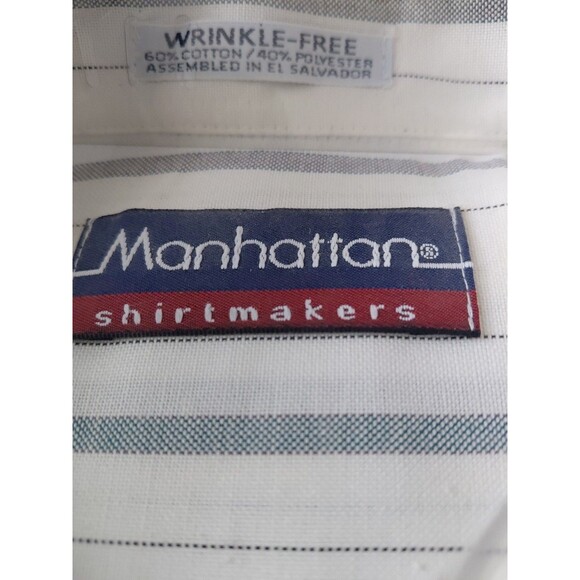 WRINKLE-FREE
60% COTTON / 40% POLYESTER
ASSEMBLED IN EL SALVADOR
Manhattan®
shirtmakers